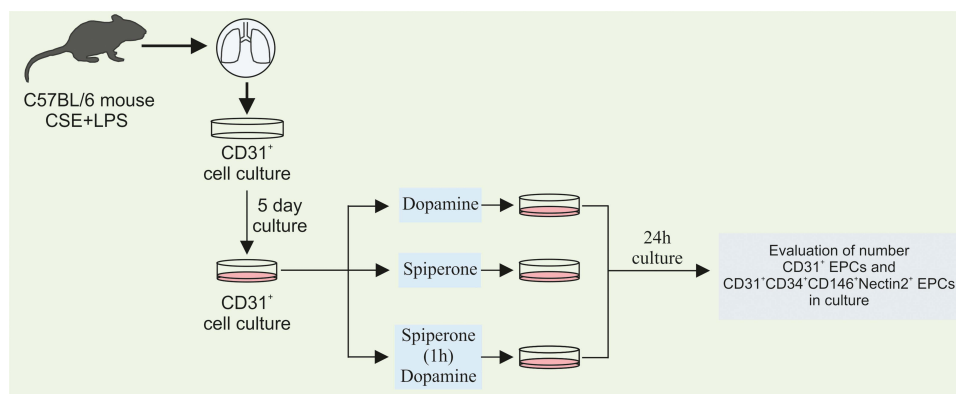 C57BL/6 mouse
CSE+LPS
CD31⁺
cell culture
5 day
culture
CD31⁺
cell culture
Dopamine
Spiperone
Spiperone
(1h)
Dopamine
24h
culture
Evaluation of number
CD31⁺ EPCs and
CD31⁺CD34⁺CD146⁺Nectin2⁺ EPCs
in culture